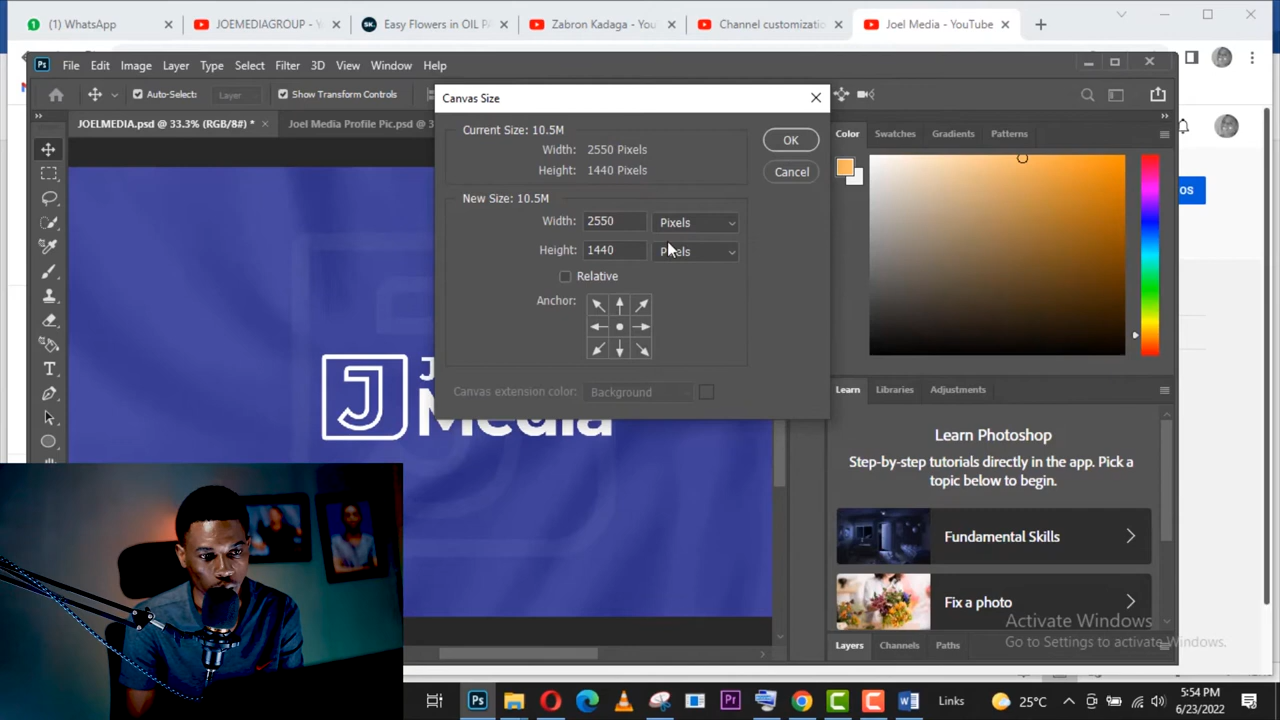 (1) WhatsApp
JOEMEDIAGROUP - Y
Easy Flowers in OIL PA
Zabron Kadaga - You
Channel customizatio
Joel Media - YouTube
Ps File Edit Image Layer Type Select Filter 3D View Window Help
Auto-Select: Layer Show Transform Controls
JOELMEDIA.psd @ 33.3% (RGB/8#) *
Joel Media Profile Pic.psd @
Canvas Size
Current Size: 10.5M
Width: 2550 Pixels
Height: 1440 Pixels
New Size: 10.5M
Width: 2550 Pixels
Height: 1440 Pixels
Relative
Anchor:
Canvas extension color: Background
OK
Cancel
J
Media
Color Swatches Gradients Patterns
os
Learn Libraries Adjustments
Learn Photoshop
Step-by-step tutorials directly in the app. Pick a
topic below to begin.
Fundamental Skills
Fix a photo
Activate Windows
Go to Settings to activate Windows.
Layers Channels Paths
Ps
Pr
Links
25°C
5:54 PM
6/23/2022